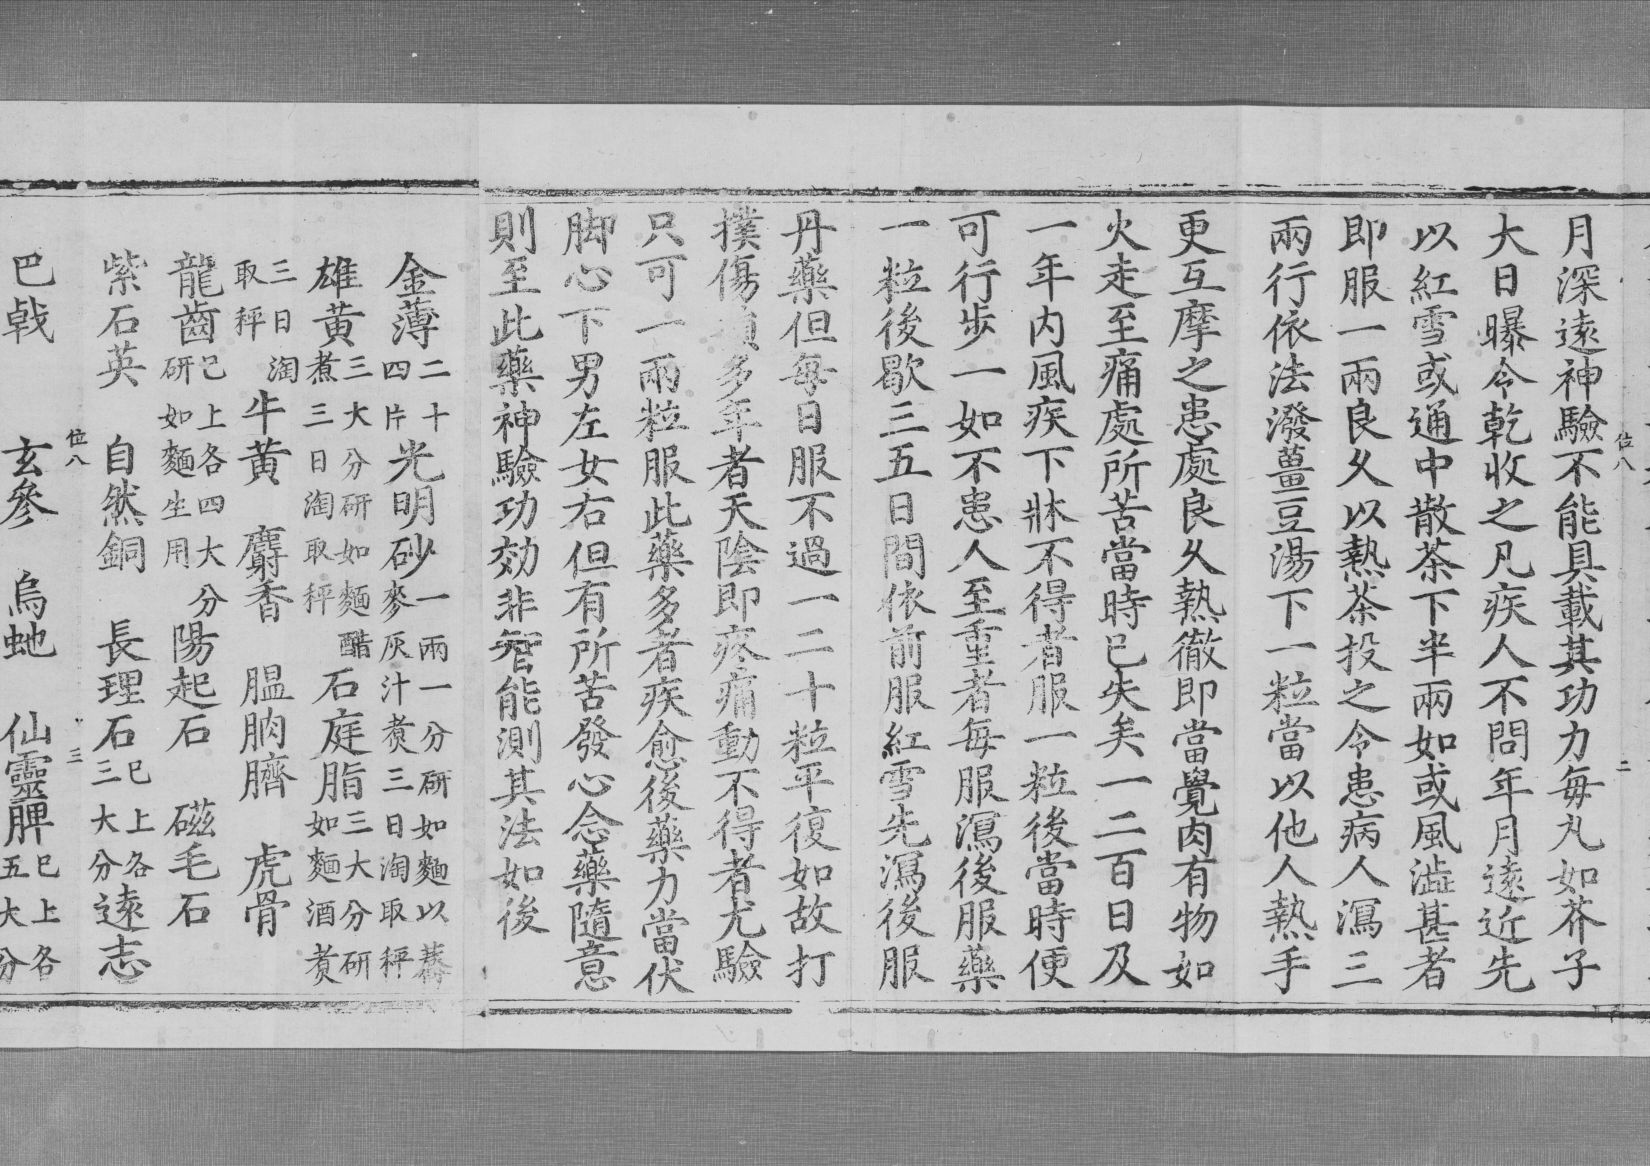 月深遠神驗不能具載其功力每丸如芥子
大日曝令乾收之凡疾人不問年月遠近先
以紅雪或通中散茶下半兩如或風澁甚者
即服一兩良久以熱茶投之令患病人瀉三
兩行依法潑薑豆湯下一粒當以他人熱手
更互摩之患處良久熱徹即當覺肉有物如
火走至痛處所苦當時已失矣一二百日及
一年內風疾下牀不得者服一粒後當時便
可行步一如不患人至重者每服瀉後服藥
一粒後歇三五日間依前服紅雪先瀉後服
丹藥但每日服不過一二十粒平復如故打
撲傷損多年者天陰即疼痛動不得者尤驗
只可一兩粒服此藥多者疾愈後藥力當伏
脚心下男左女右但有所苦發心念藥隨意
則至此藥神驗功効非智能測其法如後
金薄二十四片 光明砂一兩一分研如麵以蕎麥灰汁煑三日淘取秤
雄黃三大分研如麵醋煮三日淘取秤 石庭脂三大分研如麵酒煑
三日淘取秤 牛黃 麝香 膃肭臍 虎骨
龍齒已上各四大分研如麵生用 陽起石 磁毛石
紫石英 自然銅 長理石已上各三大分 遠志
巴戟 玄參 烏虵 仙靈脾已上各五大分
位八 二
位八 三